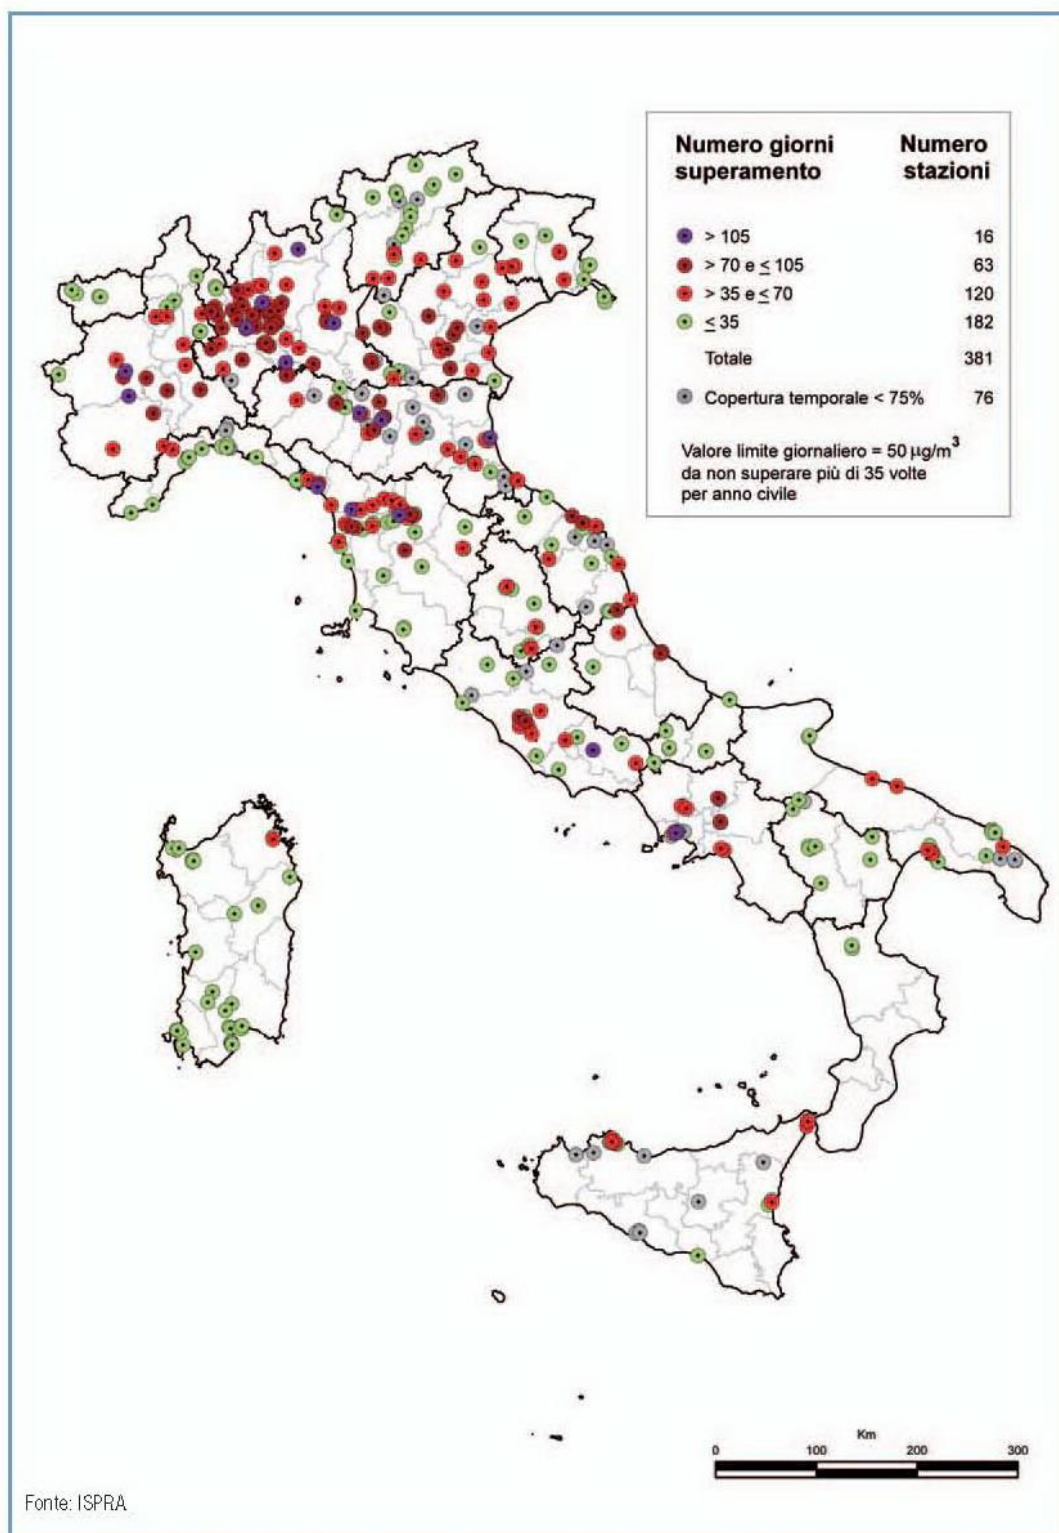 Numero giorni Numero
superamento stazioni
> 105 16
> 70 e ≤ 105 63
> 35 e ≤ 70 120
≤ 35 182
Totale 381
Copertura temporale < 75% 76
Valore limite giornaliero = 50 µg/m³
da non superare più di 35 volte
per anno civile
Km
0 100 200 300
Fonte: ISPRA